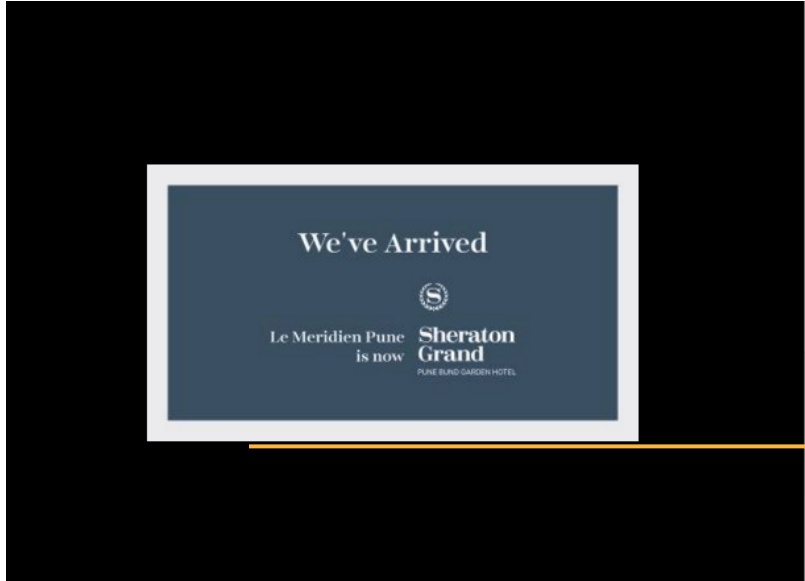 We've Arrived
S
Le Meridien Pune
is now
Sheraton
Grand
PUNE BUND GARDEN HOTEL